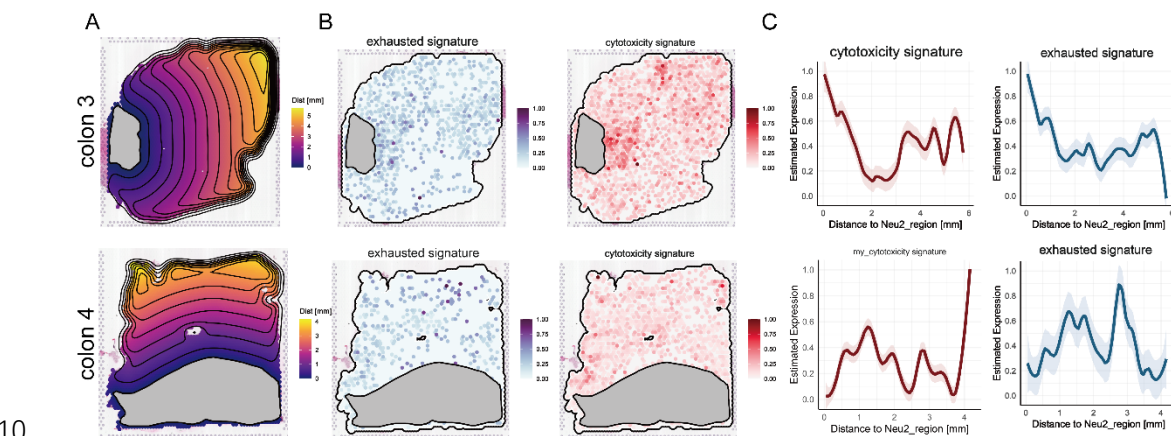 A
B
C
colon 3
Dist [mm]
5
4
3
2
1
0
exhausted signature
1.00
0.75
0.50
0.25
0.00
cytotoxicity signature
1.00
0.75
0.50
0.25
0.00
cytotoxicity signature
Estimated Expression
1.0
0.8
0.6
0.4
0.2
0.0
0 2 4 6
Distance to Neu2_region [mm]
exhausted signature
Estimated Expression
1.0
0.8
0.6
0.4
0.2
0.0
0 2 4 6
Distance to Neu2_region [mm]
colon 4
Dist [mm]
4
3
2
1
0
exhausted signature
1.00
0.75
0.50
0.25
0.00
cytotoxicity signature
1.00
0.75
0.50
0.25
0.00
my_cytotoxicity signature
Estimated Expression
1.0
0.8
0.6
0.4
0.2
0.0
0 1 2 3 4
Distance to Neu2_region [mm]
exhausted signature
Estimated Expression
1.0
0.8
0.6
0.4
0.2
0.0
0 1 2 3 4
Distance to Neu2_region [mm]
10